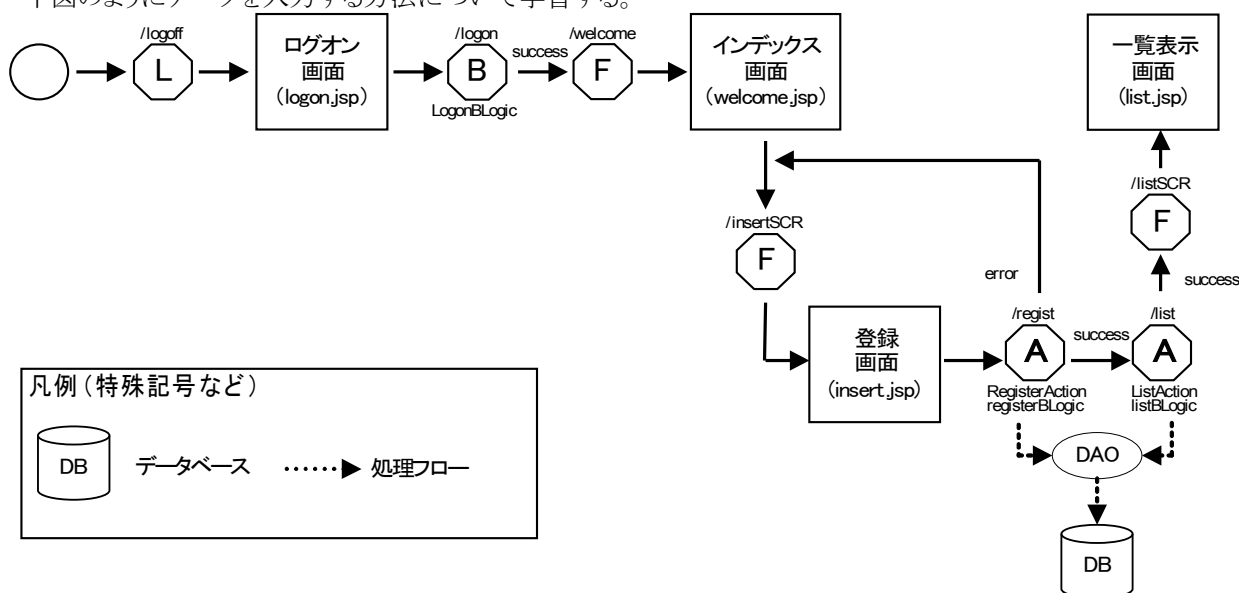 下図のようにデータを入力する方法について学習する。
/logoff
L
ログオン
画面
(logon.jsp)
/logon
B
LogonBLogic
success
/welcome
F
インデックス
画面
(welcome.jsp)
一覧表示
画面
(list.jsp)
/listSCR
F
/insertSCR
F
error
success
登録
画面
(insert.jsp)
/regist
A
RegisterAction
registerBLogic
success
/list
A
ListAction
listBLogic
DAO
DB
凡例(特殊記号など)
DB
データベース
処理フロー